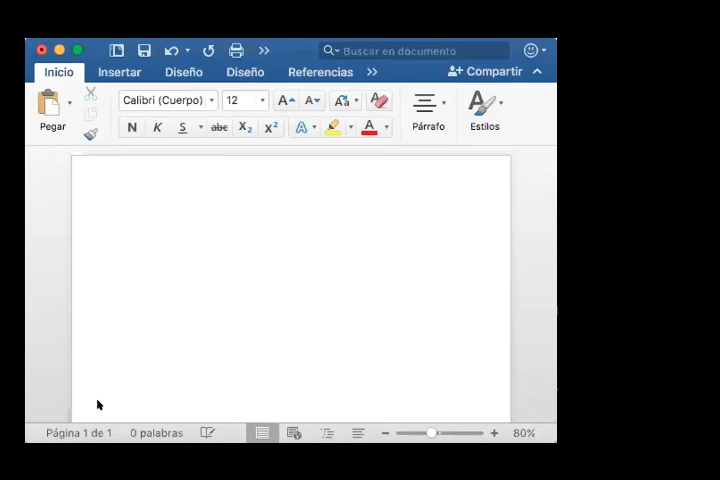 Buscar en documento
Inicio Insertar Diseño Diseño Referencias Compartir
Pegar
Calibri (Cuerpo) 12 A A Aa A
N K S abc X2 X2 A A
Párrafo
Estilos
Página 1 de 1 0 palabras 80%